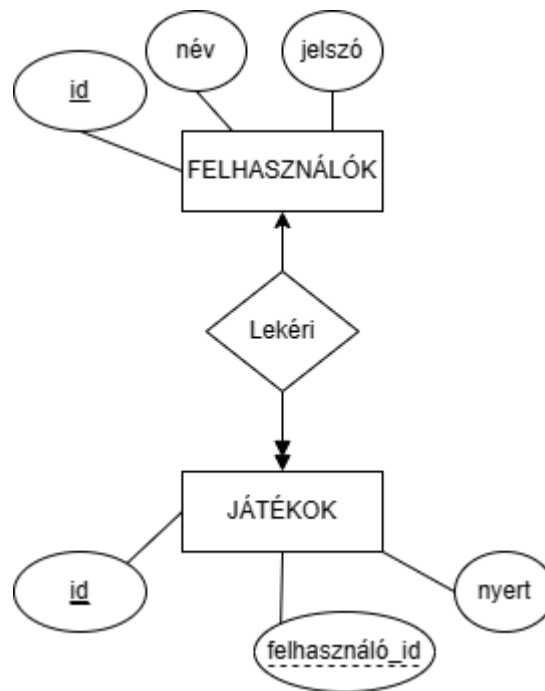 név
jelszó
id
FELHASZNÁLÓK
Lekéri
JÁTÉKOK
id
nyert
felhasználó_id